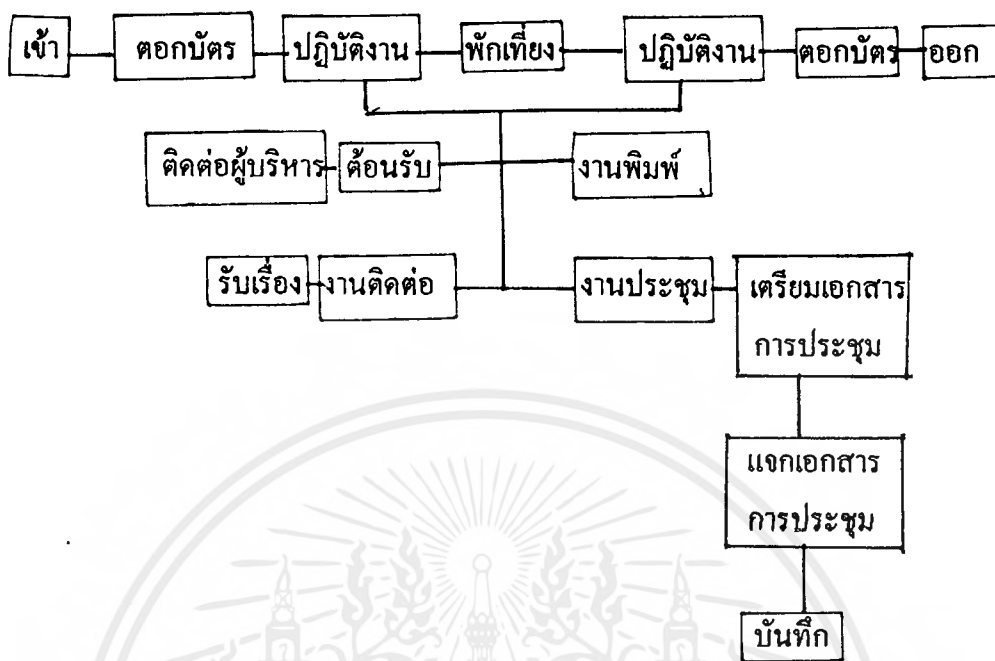 เข้า ตอกบัตร ปฎิบัติงาน พักเที่ยง ปฏิบัติงาน ตอกบัตร ออก
ติดต่อผู้บริหาร ต้อนรับ งานพิมพ์
รับเรื่อง งานติดต่อ งานประชุม เตรียมเอกสาร
การประชุม
แจกเอกสาร
การประชุม
บันทึก